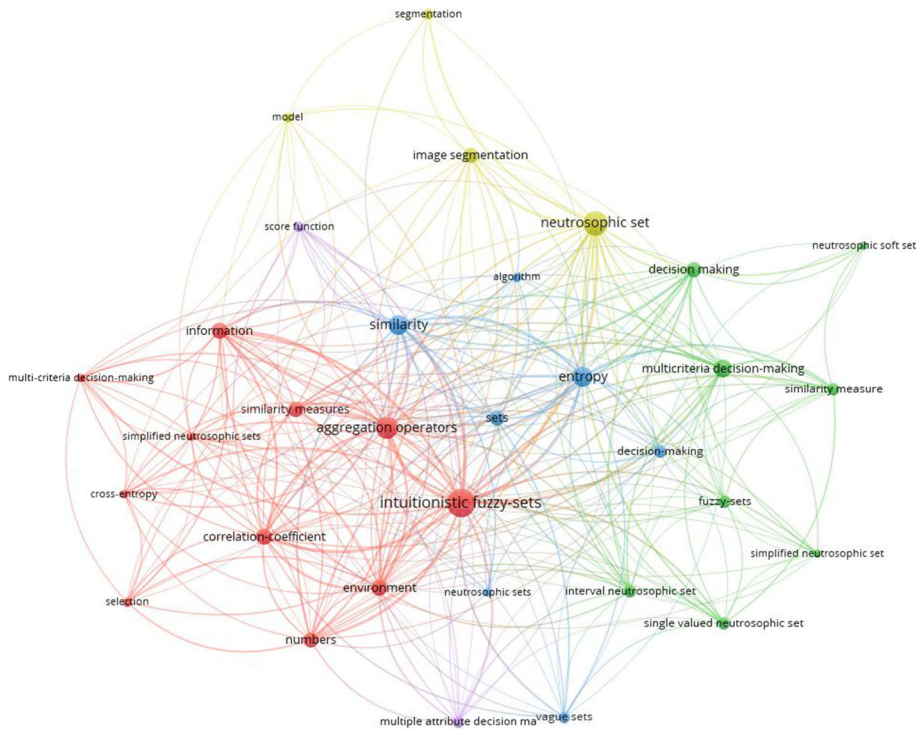 segmentation
model
image segmentation
neutrosophic set
score function
neutrosophic soft set
decision making
algorithm
similarity
information
multicriteria decision-making
entropy
multi-criteria decision-making
similarity measure
similarity measures
sets
aggregation operators
simplified neutrosophic sets
decision-making
cross-entropy
intuitionistic fuzzy-sets
fuzzy-sets
correlation-coefficient
simplified neutrosophic set
environment
neutrosophic sets
interval neutrosophic set
selection
single valued neutrosophic set
numbers
multiple attribute decision ma
vague sets